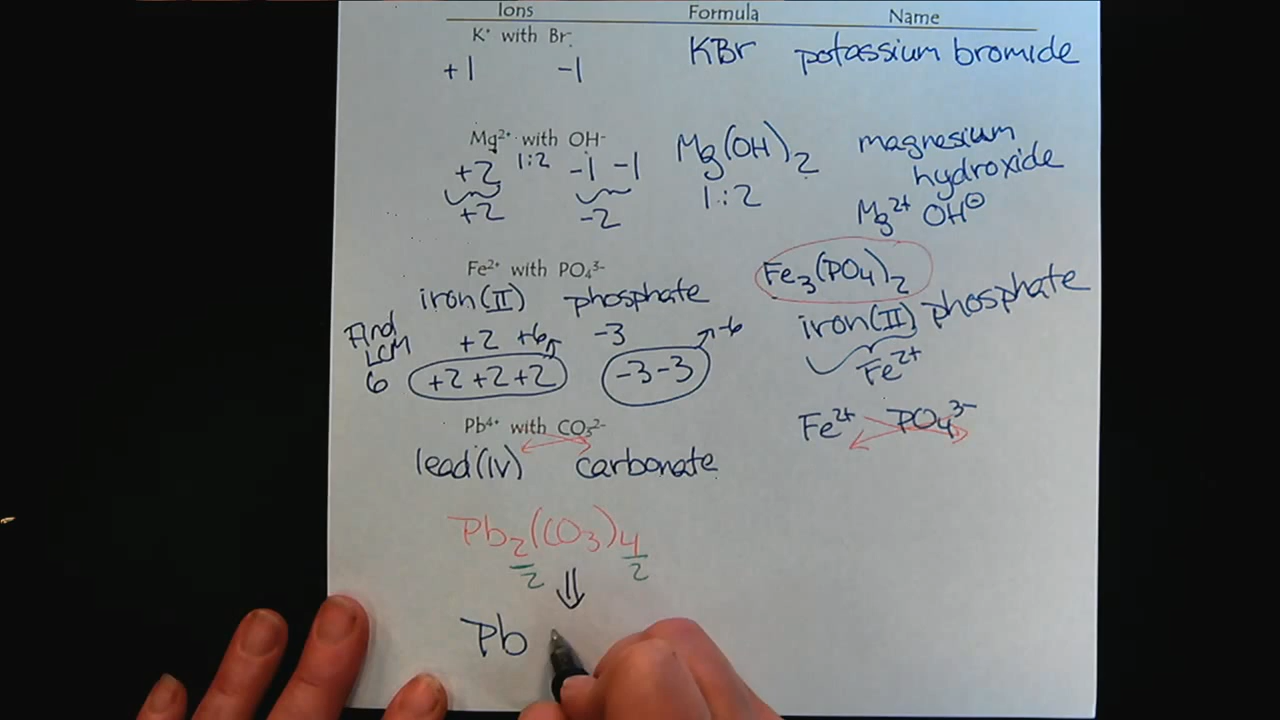 Ions Formula Name
K⁺ with Br⁻
KBr potassium bromide
+1 -1
Mg²⁺ with OH⁻
Mg(OH)₂ magnesium
hydroxide
+2 1:2 -1 -1
1:2
+2 -2
Mg²⁺ OH⊖
Fe²⁺ with PO₄³⁻
Fe₃(PO₄)₂
iron(II) phosphate
iron(II) phosphate
Find
LCM
6
+2 +6 -3 -6
+2 +2 +2 -3 -3
Fe²⁺
Pb⁴⁺ with CO₃²⁻
Fe²⁺ PO₄³⁻
lead(IV) carbonate
Pb₂(CO₃)₄
2 2
⇓
Pb